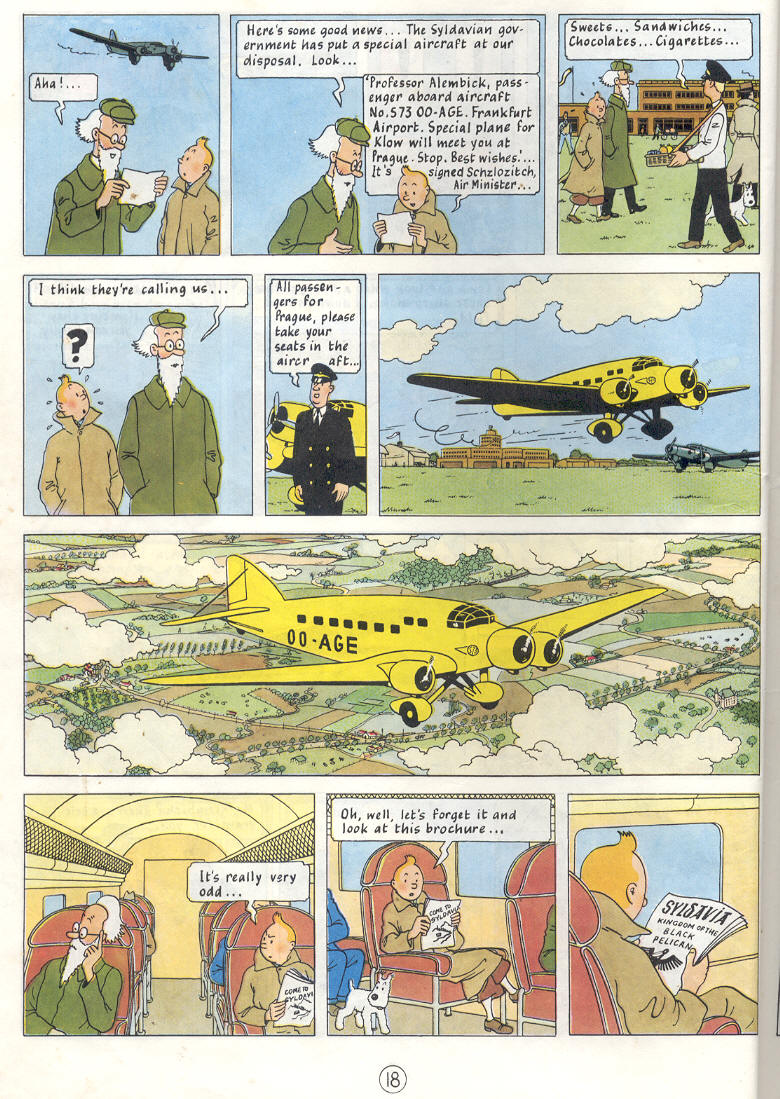 Aha!...
Here's some good news... The Syldavian gov-
ernment has put a special aircraft at our
disposal. Look...
'Professor Alembick, pass-
enger aboard aircraft
No. 573 OO-AGE. Frankfurt
Airport. Special plane for
Klow will meet you at
Prague. Stop. Best wishes'...
It's signed Schzlozitch,
Air Minister...
Sweets... Sandwiches...
Chocolates... Cigarettes...
?
I think they're calling us...
All passen-
gers for
Prague, please
take your
seats in the
aircraft...
OO-AGE
It's really very
odd...
COME TO
SYLDAVIA
Oh, well, let's forget it and
look at this brochure...
COME TO
SYLDAVIA
SYLDAVIA
KINGDOM OF THE
BLACK
PELICAN
18